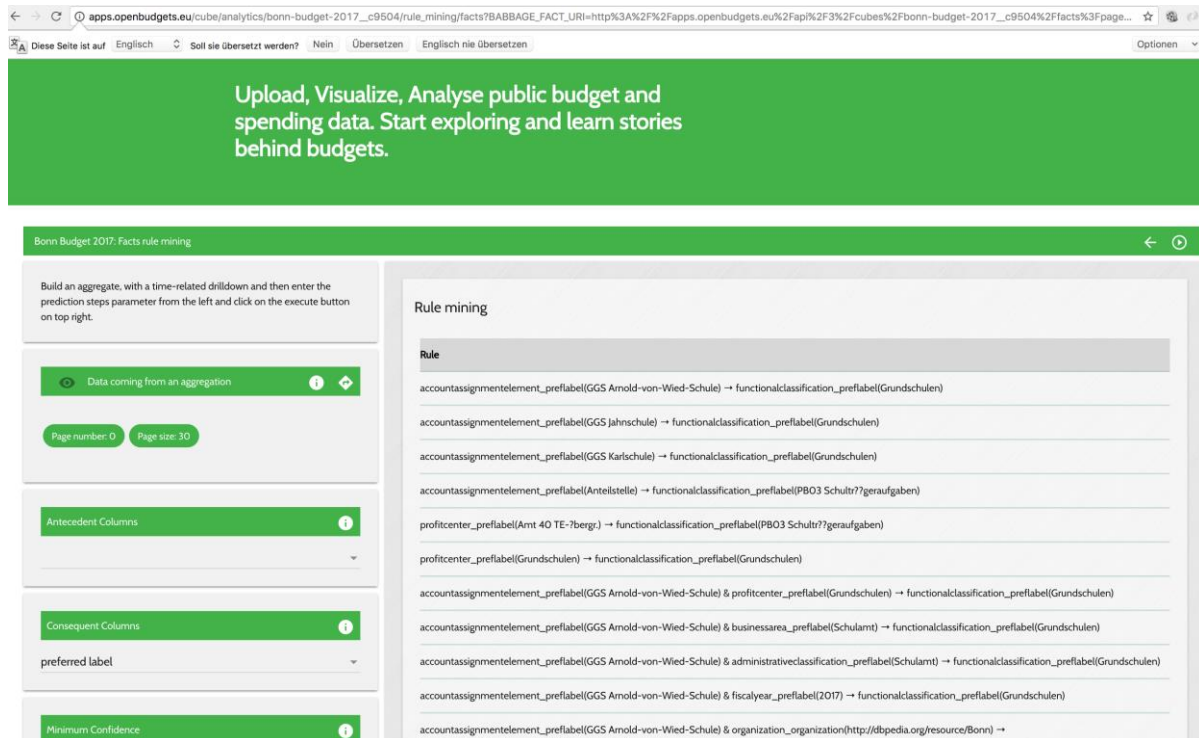 apps.openbudgets.eu/cube/analytics/bonn-budget-2017__c9504/rule_mining/facts?BABBAGE_FACT_URI=http%3A%2F%2Fapps.openbudgets.eu%2Fapi%2F3%2Fcubes%2Fbonn-budget-2017__c9504%2Ffacts%3Fpage...
Diese Seite ist auf Englisch Soll sie übersetzt werden? Nein Übersetzen Englisch nie übersetzen Optionen
Upload, Visualize, Analyse public budget and
spending data. Start exploring and learn stories
behind budgets.
Bonn Budget 2017: Facts rule mining
Build an aggregate, with a time-related drilldown and then enter the
prediction steps parameter from the left and click on the execute button
on top right.
Data coming from an aggregation
Page number: 0 Page size: 30
Antecedent Columns
Consequent Columns
preferred label
Minimum Confidence
Rule mining
Rule
accountassignmentelement_preflabel(GGS Arnold-von-Wied-Schule) → functionalclassification_preflabel(Grundschulen)
accountassignmentelement_preflabel(GGS Jahnschule) → functionalclassification_preflabel(Grundschulen)
accountassignmentelement_preflabel(GGS Karlschule) → functionalclassification_preflabel(Grundschulen)
accountassignmentelement_preflabel(Anteilstelle) → functionalclassification_preflabel(PB03 Schultr??geraufgaben)
profitcenter_preflabel(Amt 40 TE-?bergr.) → functionalclassification_preflabel(PB03 Schultr??geraufgaben)
profitcenter_preflabel(Grundschulen) → functionalclassification_preflabel(Grundschulen)
accountassignmentelement_preflabel(GGS Arnold-von-Wied-Schule) & profitcenter_preflabel(Grundschulen) → functionalclassification_preflabel(Grundschulen)
accountassignmentelement_preflabel(GGS Arnold-von-Wied-Schule) & businessarea_preflabel(Schulamt) → functionalclassification_preflabel(Grundschulen)
accountassignmentelement_preflabel(GGS Arnold-von-Wied-Schule) & administrativeclassification_preflabel(Schulamt) → functionalclassification_preflabel(Grundschulen)
accountassignmentelement_preflabel(GGS Arnold-von-Wied-Schule) & fiscalyear_preflabel(2017) → functionalclassification_preflabel(Grundschulen)
accountassignmentelement_preflabel(GGS Arnold-von-Wied-Schule) & organization_organization(http://dbpedia.org/resource/Bonn) →